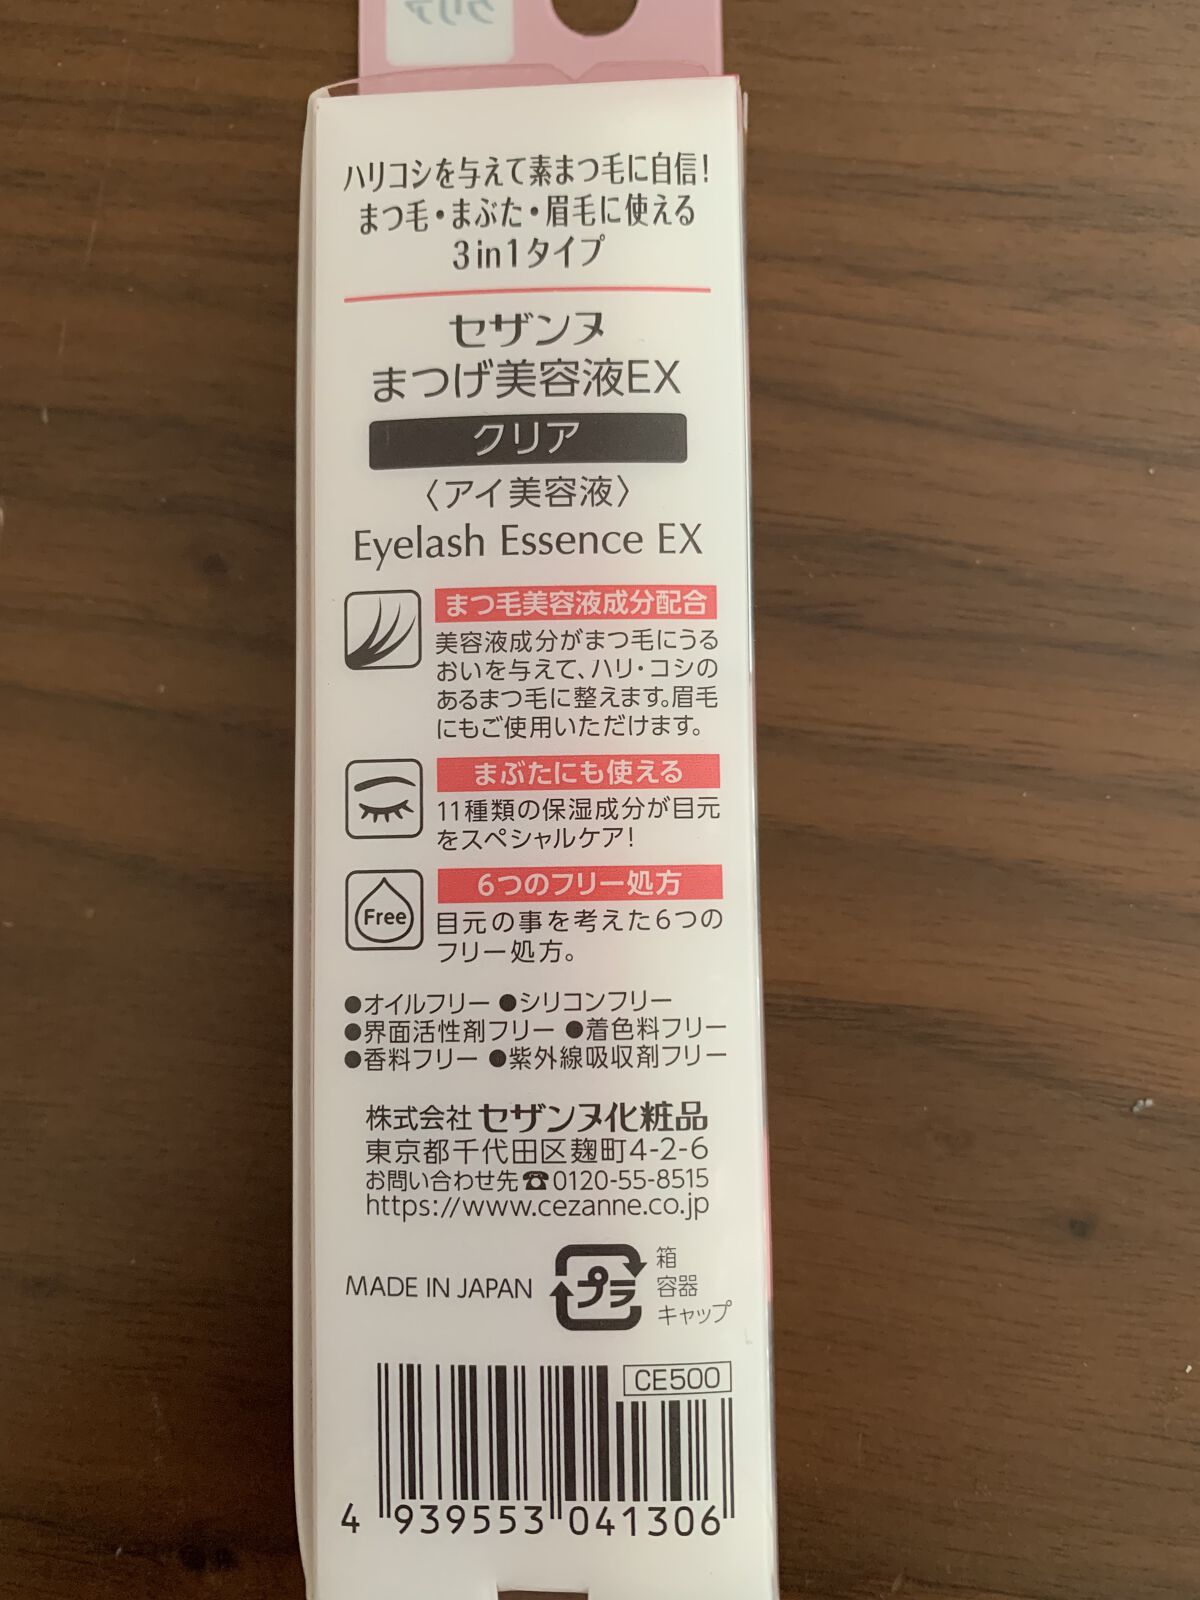 クリア
ハリコシを与えて素まつ毛に自信!
まつ毛・まぶた・眉毛に使える
3in1タイプ
セザンヌ
まつげ美容液EX
クリア
〈アイ美容液〉
Eyelash Essence EX
まつ毛美容液成分配合
美容液成分がまつ毛にうる
おいを与えて、ハリ・コシの
あるまつ毛に整えます。眉毛
にもご使用いただけます。
まぶたにも使える
11種類の保湿成分が目元
をスペシャルケア!
Free
6つのフリー処方
目元の事を考えた6つの
フリー処方。
●オイルフリー ●シリコンフリー
●界面活性剤フリー ●着色料フリー
●香料フリー ●紫外線吸収剤フリー
株式会社 セザンヌ化粧品
東京都千代田区麹町4-2-6
お問い合わせ先☎0120-55-8515
https://www.cezanne.co.jp
MADE IN JAPAN
プラ
箱
容器
キャップ
CE500
4 939553 041306